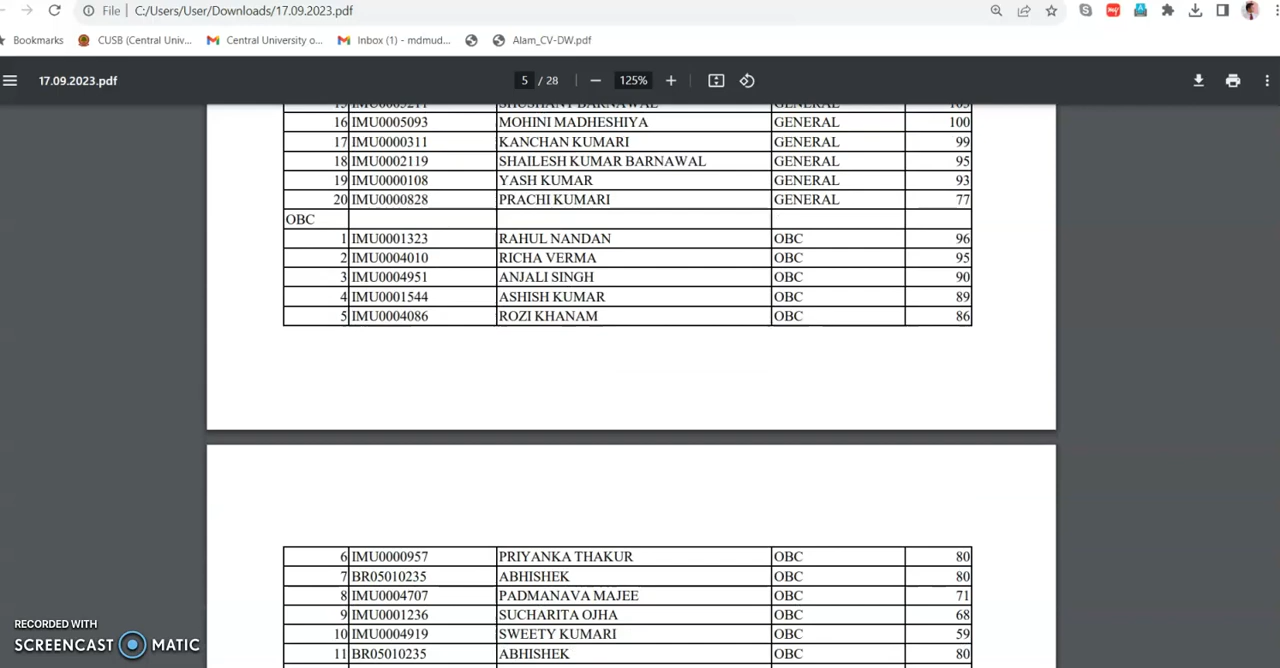 File C:/Users/User/Downloads/17.09.2023.pdf
Bookmarks CUSB (Central Univ... Central University o... Inbox (1) - mdmud... Alam_CV-DW.pdf
17.09.2023.pdf 5 / 28 − 125% +
15 IMU0005211 SHUSHANT BARNAWAL GENERAL 103
16 IMU0005093 MOHINI MADHESHIYA GENERAL 100
17 IMU0000311 KANCHAN KUMARI GENERAL 99
18 IMU0002119 SHAILESH KUMAR BARNAWAL GENERAL 95
19 IMU0000108 YASH KUMAR GENERAL 93
20 IMU0000828 PRACHI KUMARI GENERAL 77
OBC
1 IMU0001323 RAHUL NANDAN OBC 96
2 IMU0004010 RICHA VERMA OBC 95
3 IMU0004951 ANJALI SINGH OBC 90
4 IMU0001544 ASHISH KUMAR OBC 89
5 IMU0004086 ROZI KHANAM OBC 86
6 IMU0000957 PRIYANKA THAKUR OBC 80
7 BR05010235 ABHISHEK OBC 80
8 IMU0004707 PADMANAVA MAJEE OBC 71
9 IMU0001236 SUCHARITA OJHA OBC 68
10 IMU0004919 SWEETY KUMARI OBC 59
11 BR05010235 ABHISHEK OBC 80
RECORDED WITH
SCREENCAST MATIC